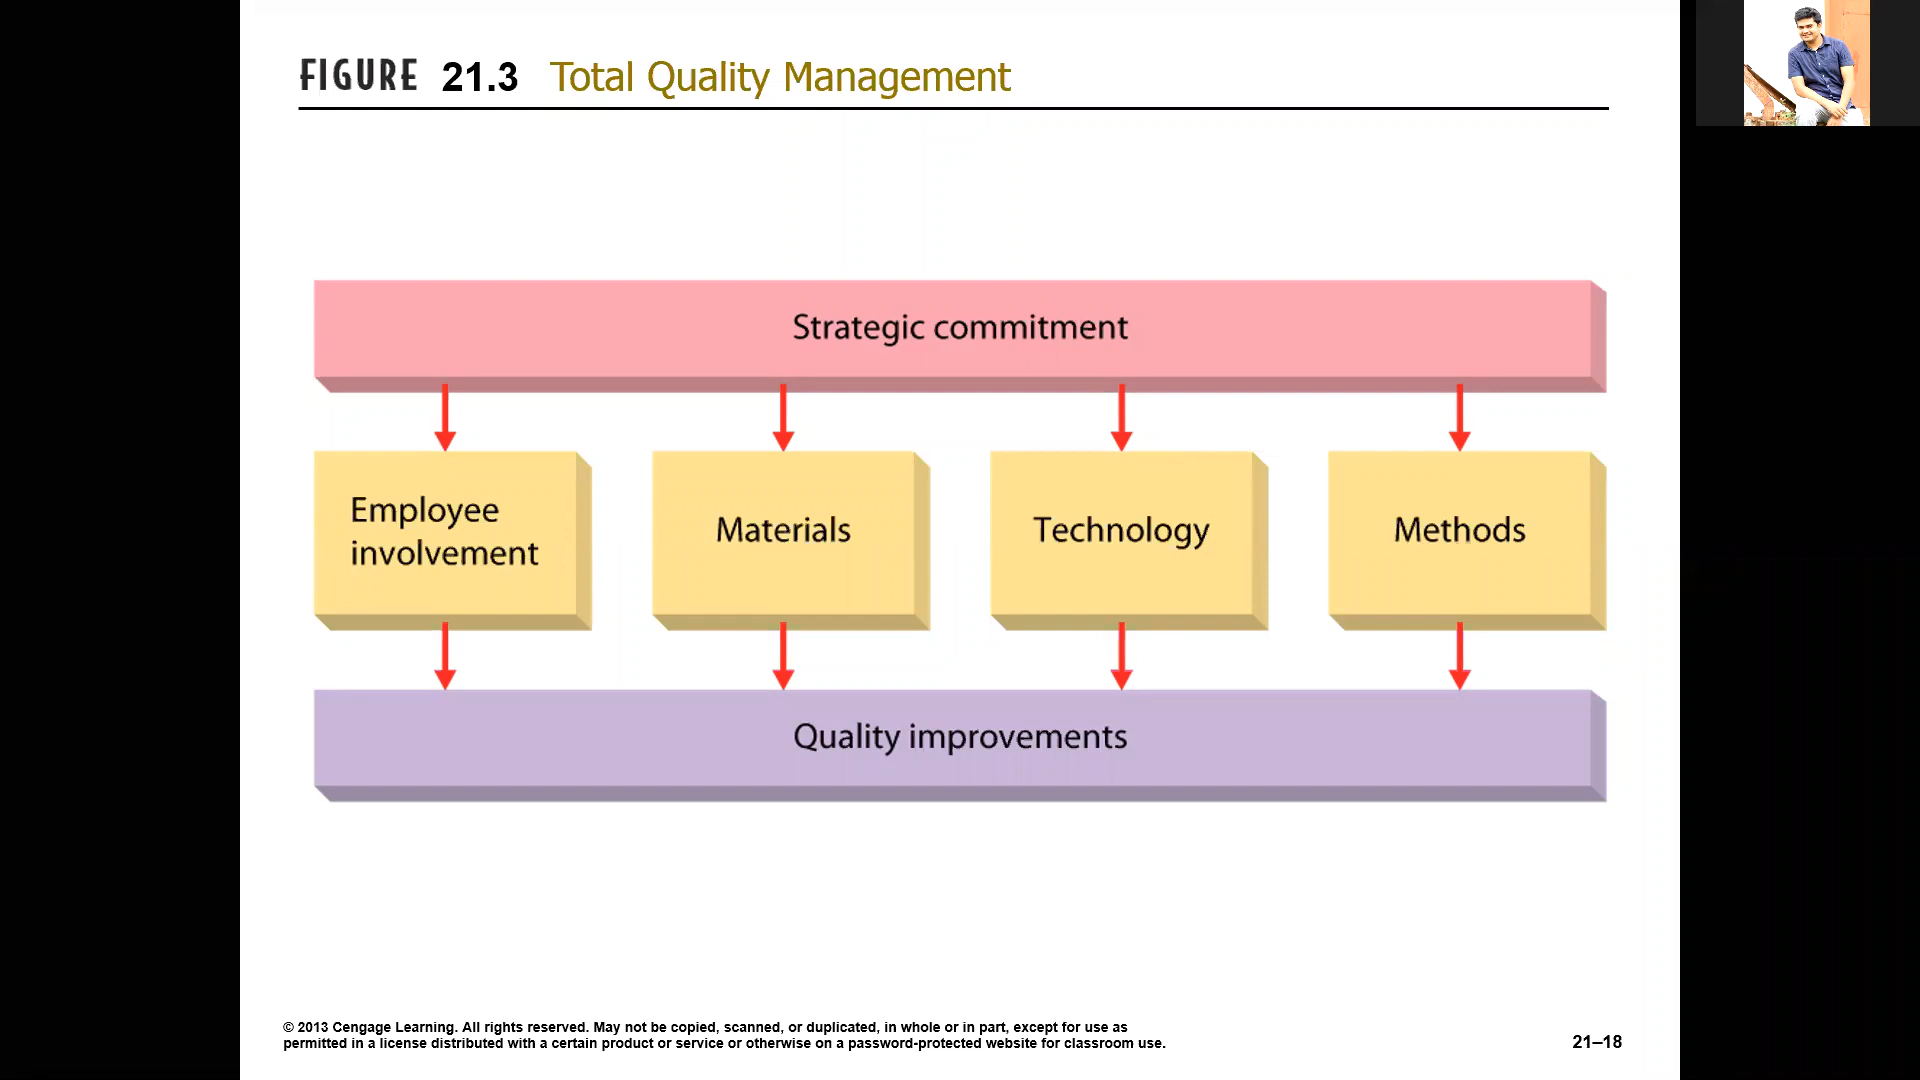 FIGURE 21.3 Total Quality Management
Strategic commitment
Employee
involvement
Materials
Technology
Methods
Quality improvements
© 2013 Cengage Learning. All rights reserved. May not be copied, scanned, or duplicated, in whole or in part, except for use as
permitted in a license distributed with a certain product or service or otherwise on a password-protected website for classroom use.
21–18